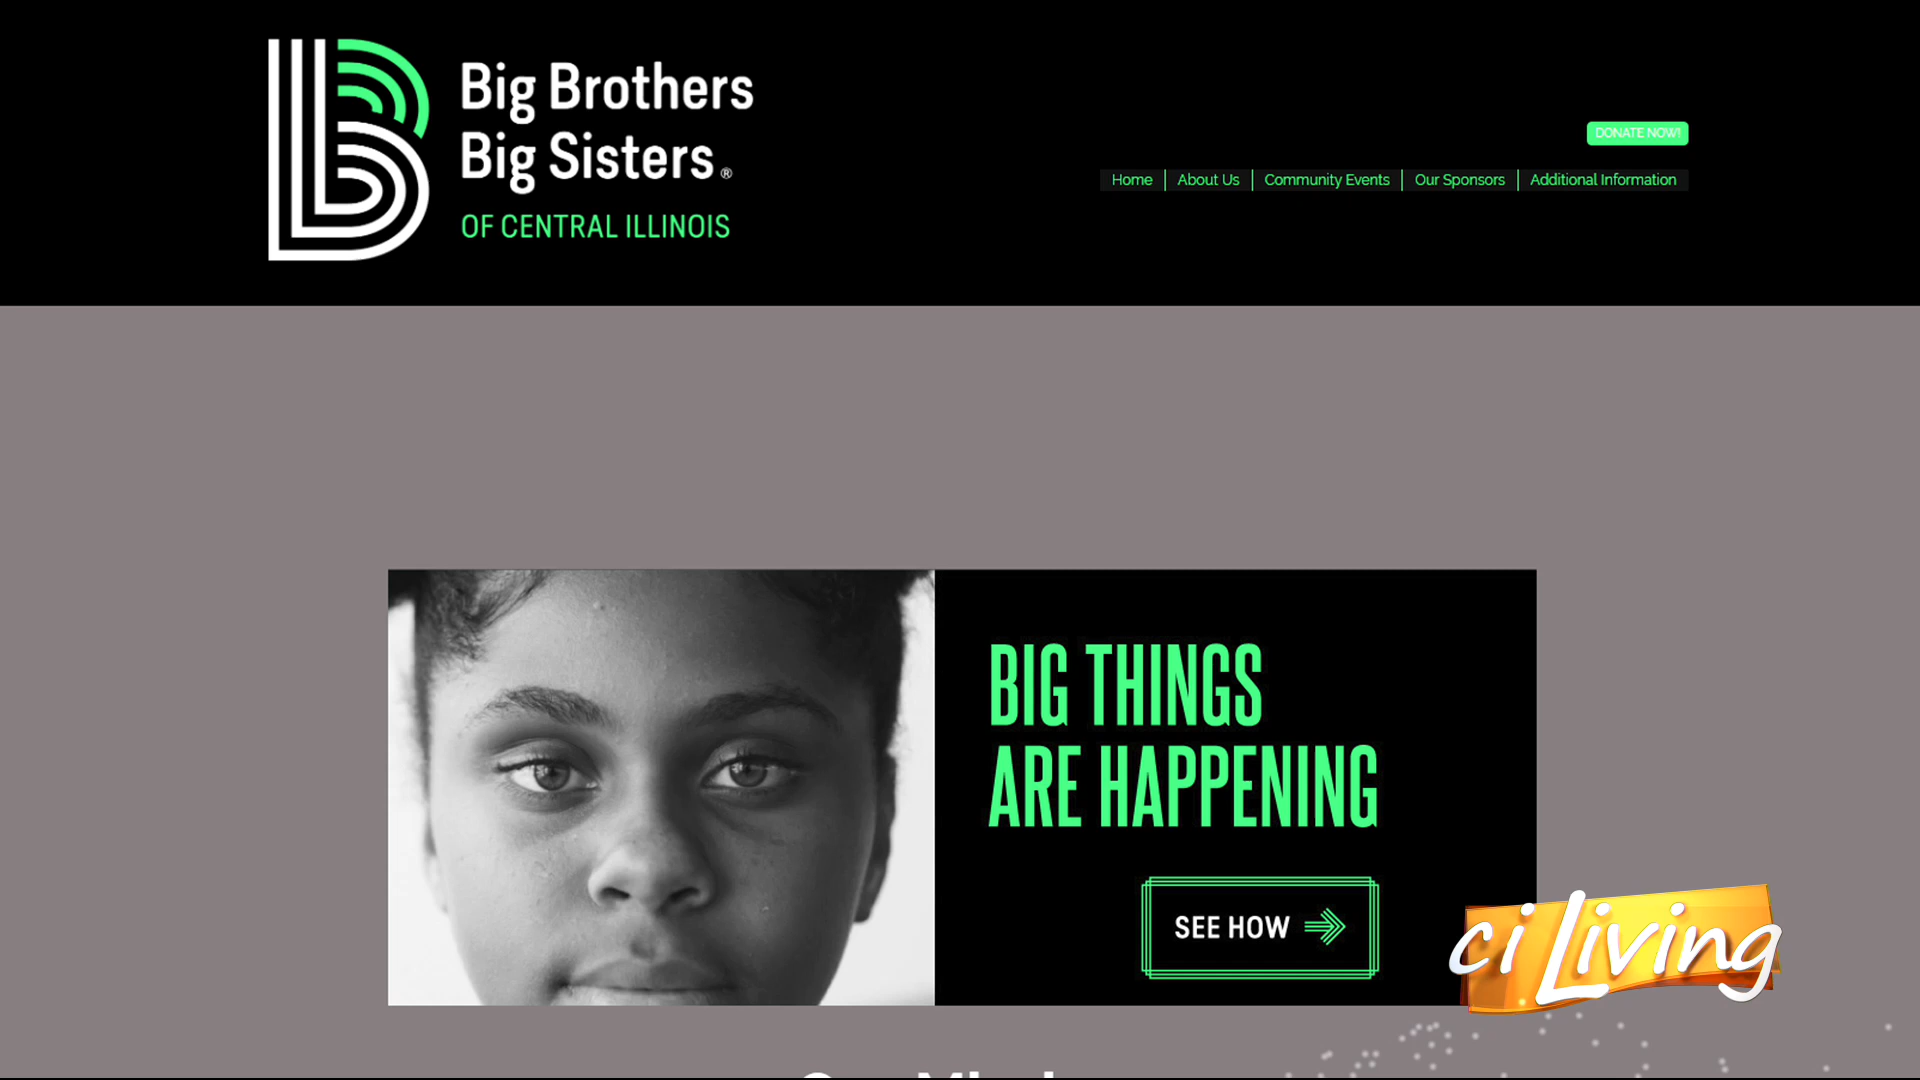 Big Brothers
Big Sisters®
OF CENTRAL ILLINOIS
DONATE NOW!
Home
About Us
Community Events
Our Sponsors
Additional Information
BIG THINGS
ARE HAPPENING
SEE HOW
ci Living